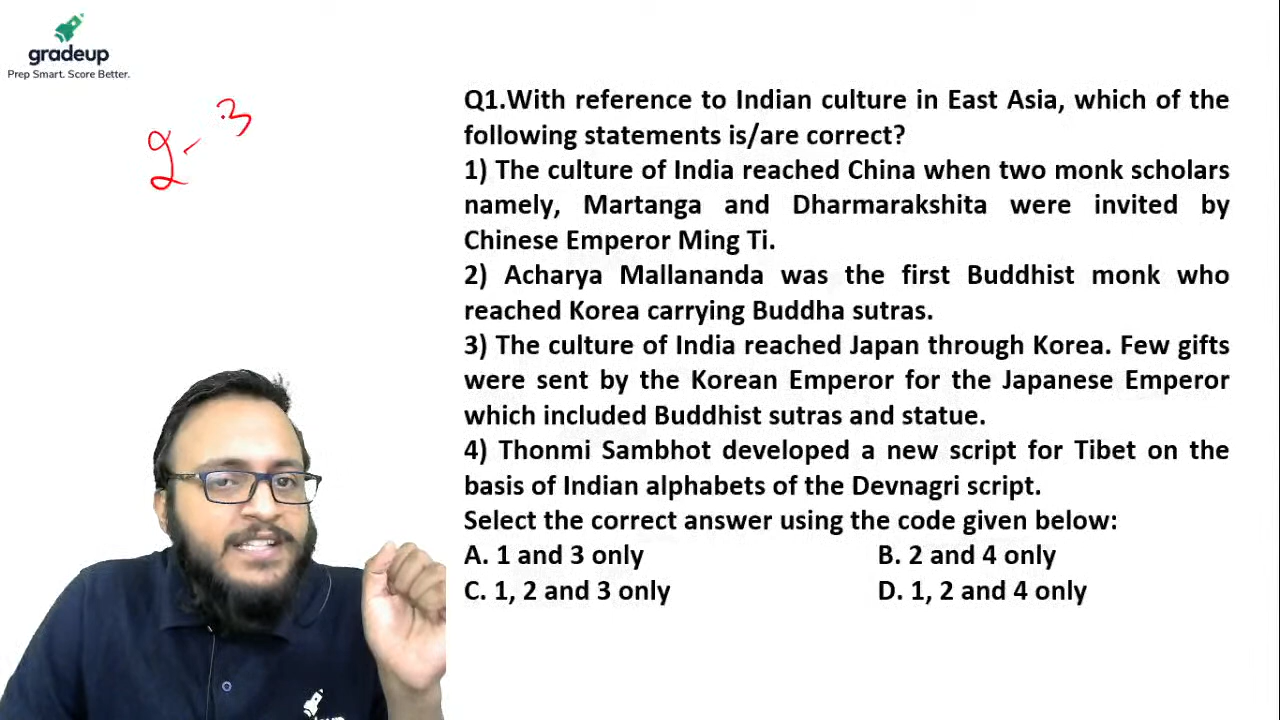 gradeup
Prep Smart. Score Better.
2-3
Q1.With reference to Indian culture in East Asia, which of the
following statements is/are correct?
1) The culture of India reached China when two monk scholars
namely, Martanga and Dharmarakshita were invited by
Chinese Emperor Ming Ti.
2) Acharya Mallananda was the first Buddhist monk who
reached Korea carrying Buddha sutras.
3) The culture of India reached Japan through Korea. Few gifts
were sent by the Korean Emperor for the Japanese Emperor
which included Buddhist sutras and statue.
4) Thonmi Sambhot developed a new script for Tibet on the
basis of Indian alphabets of the Devnagri script.
Select the correct answer using the code given below:
A. 1 and 3 only B. 2 and 4 only
C. 1, 2 and 3 only D. 1, 2 and 4 only